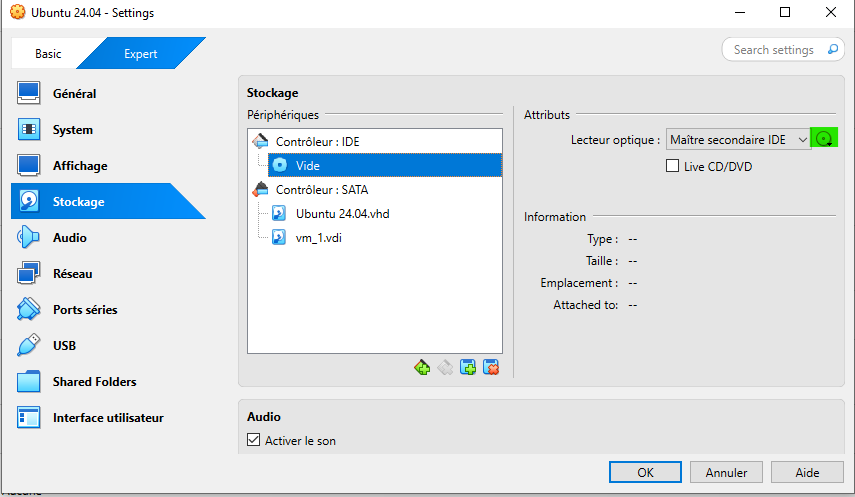 Ubuntu 24.04 - Settings
Basic
Expert
Search settings
Général
System
Affichage
Stockage
Audio
Réseau
Ports séries
USB
Shared Folders
Interface utilisateur
Stockage
Périphériques
Contrôleur : IDE
Vide
Contrôleur : SATA
Ubuntu 24.04.vhd
vm_1.vdi
Attributs
Lecteur optique : Maître secondaire IDE
Live CD/DVD
Information
Type : --
Taille : --
Emplacement : --
Attached to: --
Audio
Activer le son
OK
Annuler
Aide